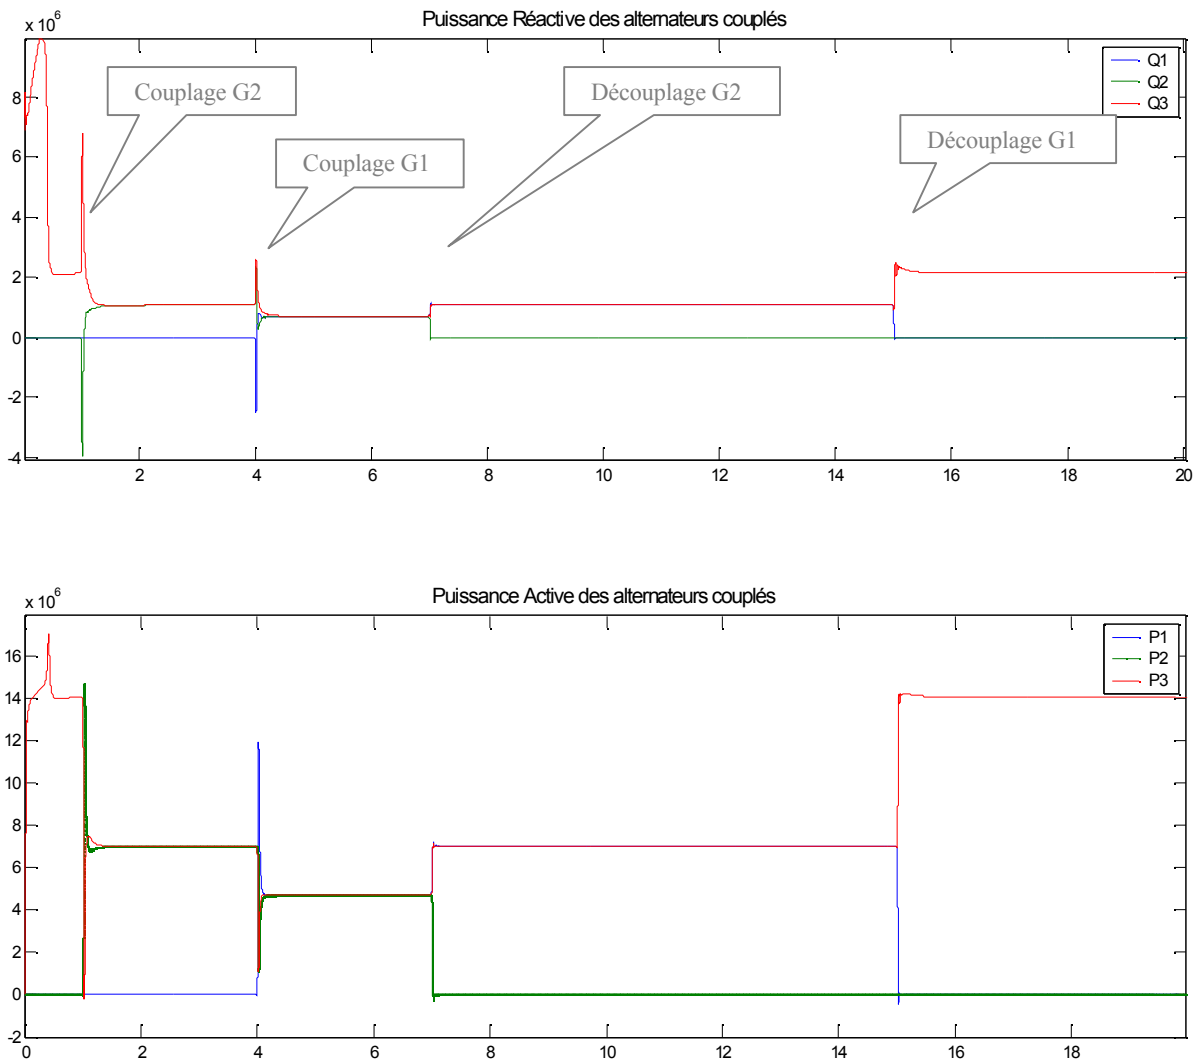 Puissance Réactive des alternateurs couplés
x 10^6
Q1
Q2
Q3
Couplage G2
Couplage G1
Découplage G2
Découplage G1
8
6
4
2
0
-2
-4
2 4 6 8 10 12 14 16 18 20
Puissance Active des alternateurs couplés
x 10^6
P1
P2
P3
16
14
12
10
8
6
4
2
0
-2
0 2 4 6 8 10 12 14 16 18